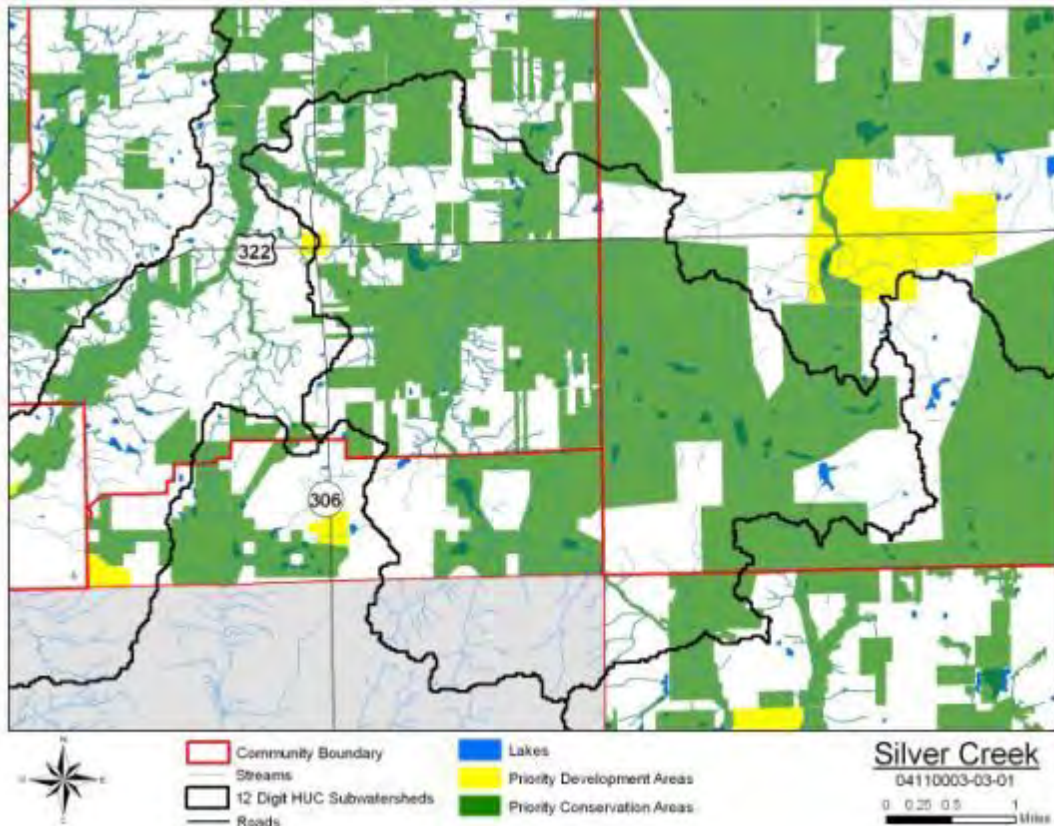 322
306
N
E
Community Boundary
Streams
12 Digit HUC Subwatersheds
Roads
Lakes
Priority Development Areas
Priority Conservation Areas
Silver Creek
04110003-03-01
0 0.25 0.5 1
Miles